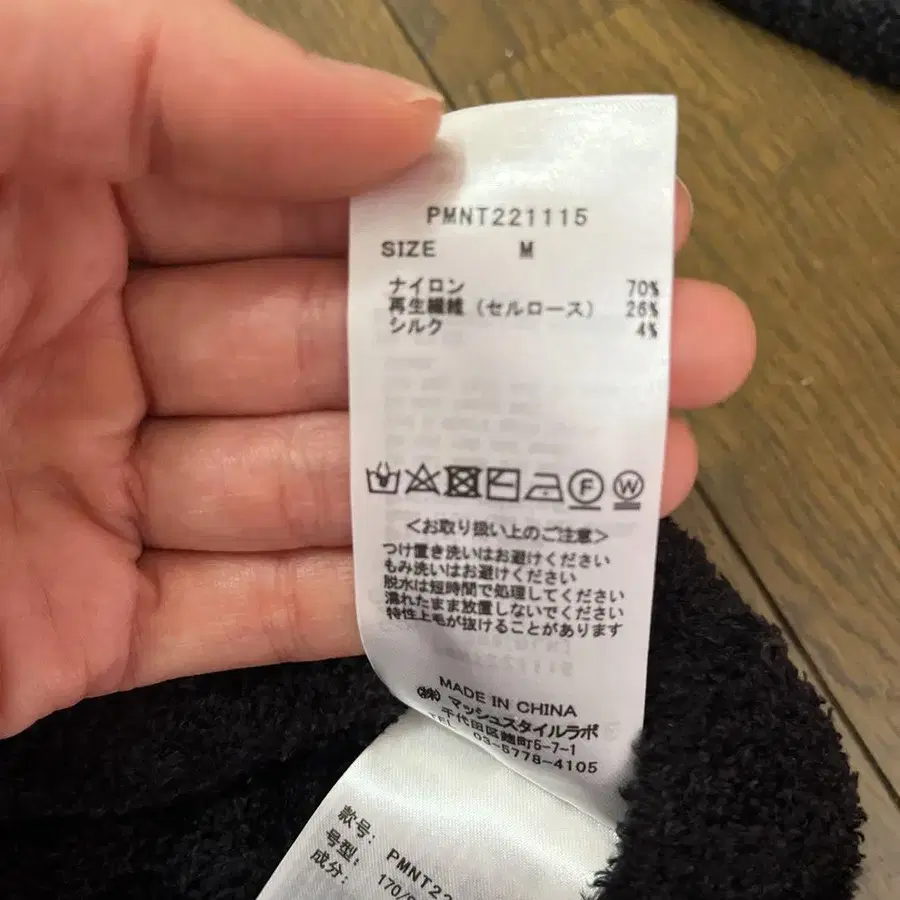 PMNT221115
SIZE M
ナイロン 70%
再生繊維（セルロース） 26%
シルク 4%
F W
＜お取り扱い上のご注意＞
つけ置き洗いはお避けください
もみ洗いはお避けください
脱水は短時間で処理してください
濡れたまま放置しないでください
特性上毛が抜けることがあります
MADE IN CHINA
㈱ マッシュスタイルラボ
千代田区麹町5-7-1
TEL 03-5778-4105
款号: PMNT22
号型: 170/
成分: